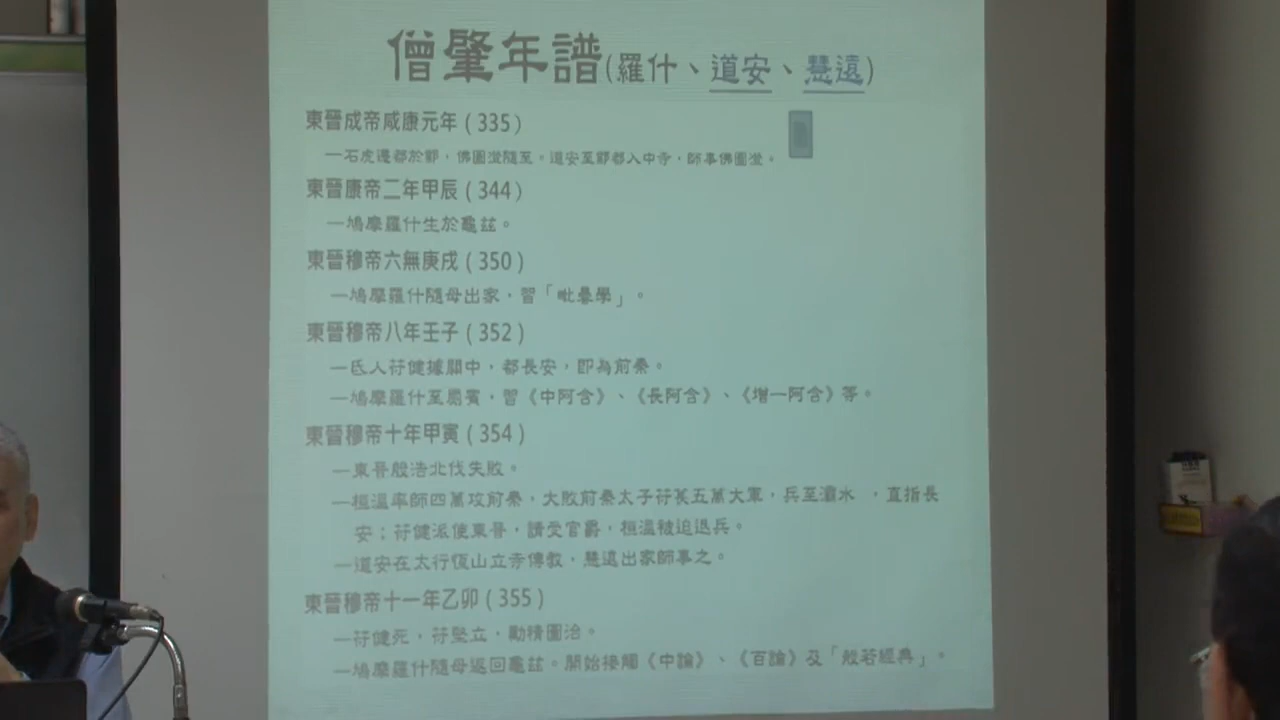 僧肇年譜(羅什、道安、慧遠)
東晉成帝咸康元年(335)
—石虎遷都於鄴,佛圖澄隨至。道安至鄴都入中寺,師事佛圖澄。
東晉康帝二年甲辰(344)
—鳩摩羅什生於龜茲。
東晉穆帝六無庚戌(350)
—鳩摩羅什隨母出家,習「毗曇學」。
東晉穆帝八年壬子(352)
—氐人苻健據關中,都長安,即為前秦。
—鳩摩羅什至罽賓,習《中阿含》、《長阿含》、《增一阿含》等。
東晉穆帝十年甲寅(354)
—東晉殷浩北伐失敗。
—桓溫率師四萬攻前秦,大敗前秦太子苻萇五萬大軍,兵至灞水 ,直指長
安;苻健派使東晉,請受官爵,桓溫被迫退兵。
—道安在太行恆山立寺傳教,慧遠出家師事之。
東晉穆帝十一年乙卯(355)
—苻健死,苻堅立,勵精圖治。
—鳩摩羅什隨母返回龜茲。開始接觸《中論》、《百論》及「般若經典」。